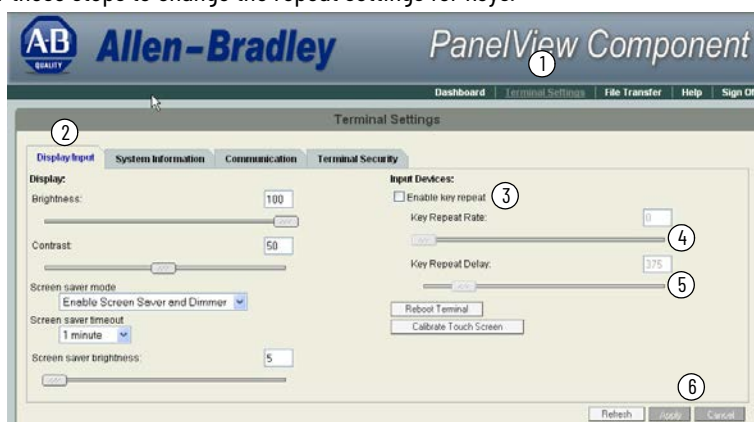 these steps to change the repeat settings for keys.
A-B QUALITY Allen-Bradley PanelView Component
1
Dashboard Terminal Settings File Transfer Help Sign Of
Terminal Settings
2
Display Input System Information Communication Terminal Security
Display:
Brightness: 100
Contrast: 50
Screen saver mode
Enable Screen Saver and Dimmer
Screen saver timeout
1 minute
Screen saver brightness: 5
Input Devices:
Enable key repeat 3
Key Repeat Rate: 0
4
Key Repeat Delay: 375
5
Reboot Terminal
Calibrate Touch Screen
6
Refresh Apply Cancel